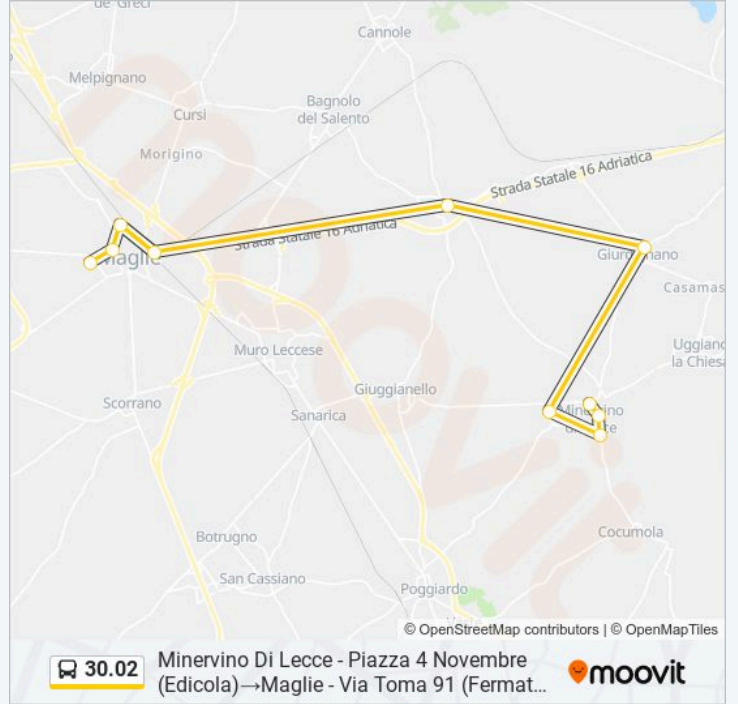 de' Greci
Cannole
Melpignano
Bagnolo
del Salento
Cursi
Morigino
Strada Statale 16 Adriatica
Strada Statale 16 Adriatica
Maglie
Casamas
Uggiano
la Chiesa
Muro Leccese
Giuggianello
Scorrano
Sanarica
Cocumola
Botrugno
San Cassiano
Poggiardo
moovit
© OpenStreetMap contributors | © OpenMapTiles
30.02
Minervino Di Lecce - Piazza 4 Novembre
(Edicola)→Maglie - Via Toma 91 (Fermat...
moovit